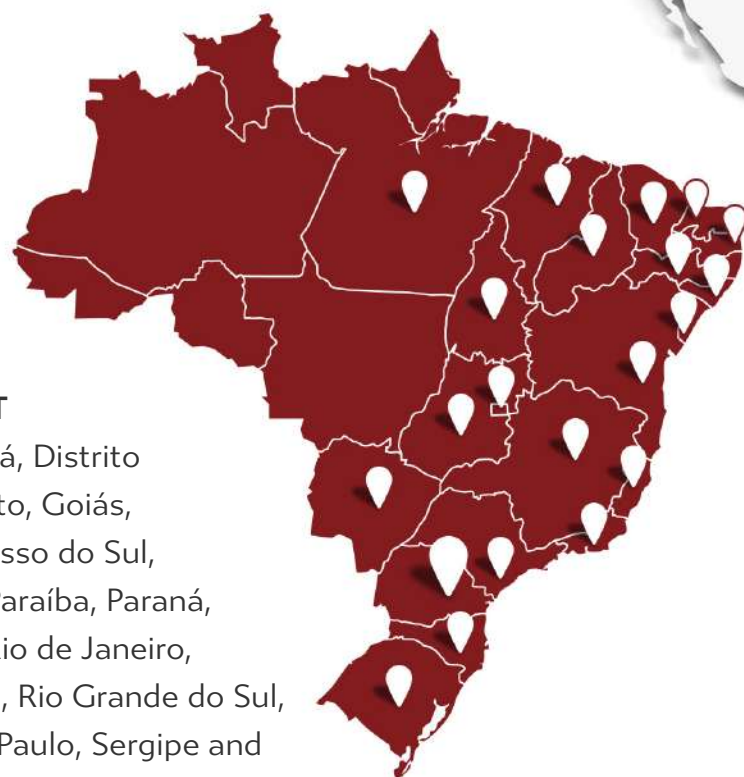 T
á, Distrito
to, Goiás,
sso do Sul,
Paraíba, Paraná,
io de Janeiro,
, Rio Grande do Sul,
Paulo, Sergipe and